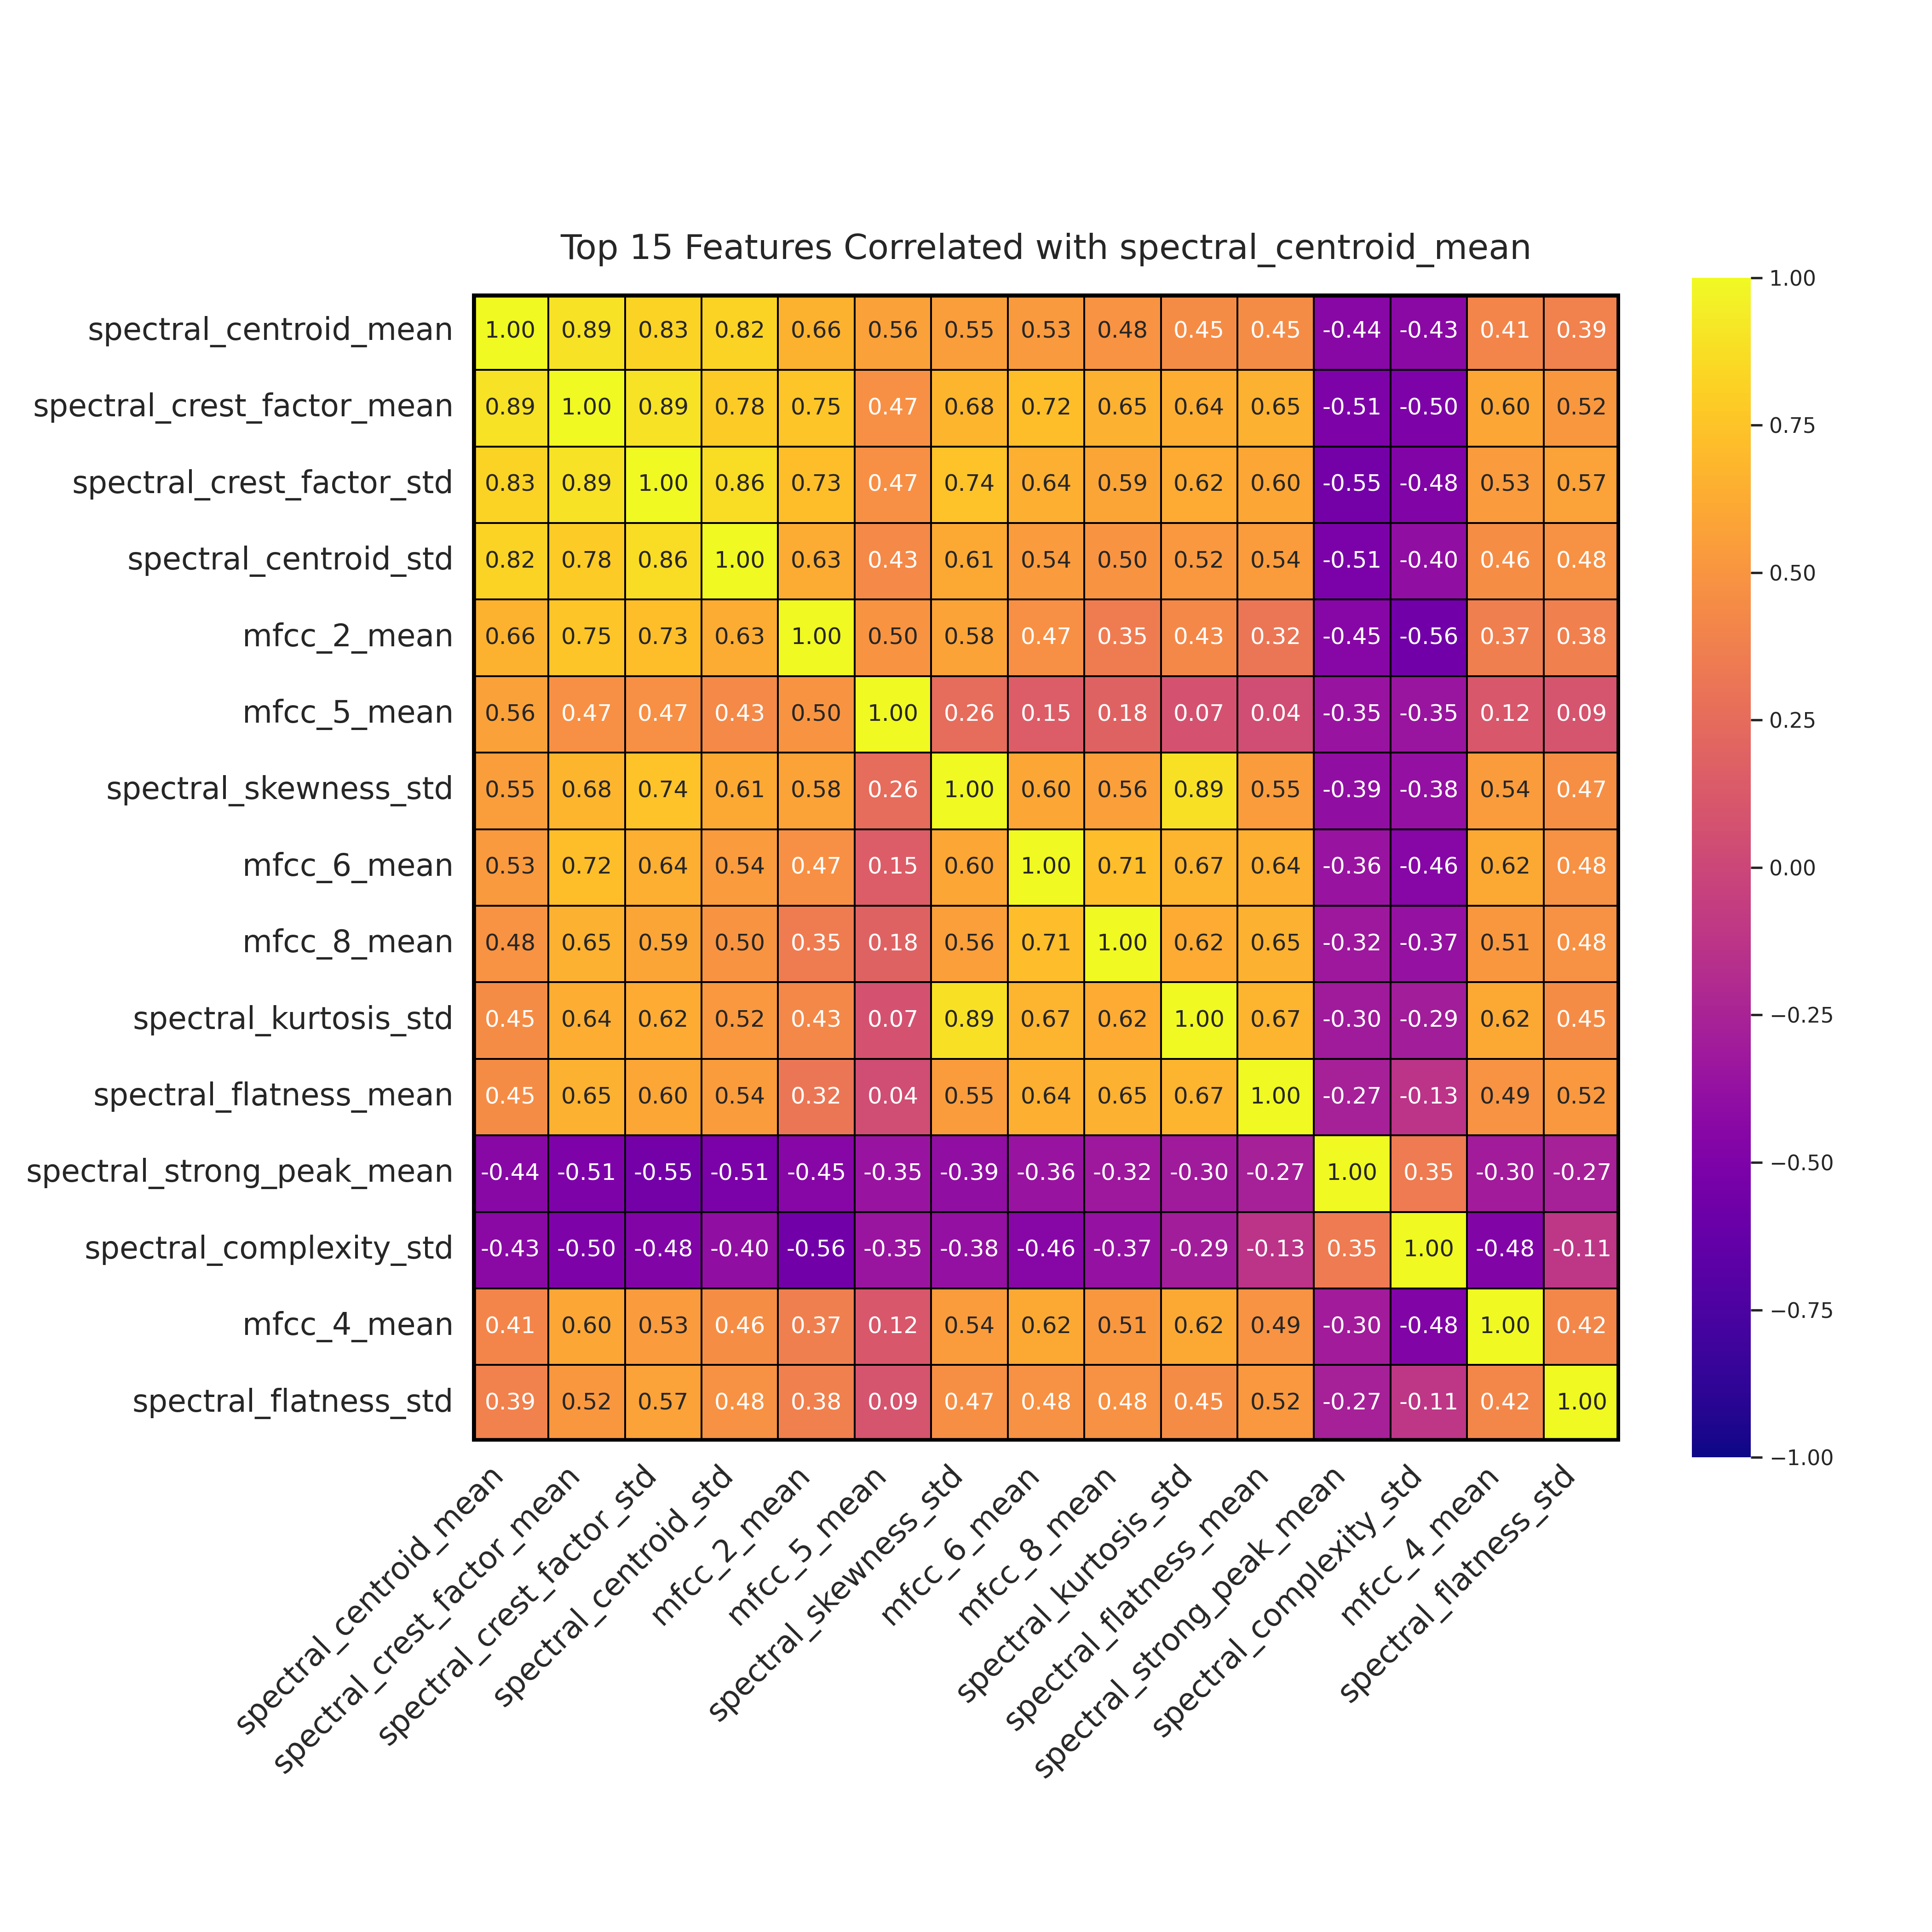 Top 15 Features Correlated with spectral_centroid_mean
spectral_centroid_mean 1.00 0.89 0.83 0.82 0.66 0.56 0.55 0.53 0.48 0.45 0.45 -0.44 -0.43 0.41 0.39
spectral_crest_factor_mean 0.89 1.00 0.89 0.78 0.75 0.47 0.68 0.72 0.65 0.64 0.65 -0.51 -0.50 0.60 0.52
spectral_crest_factor_std 0.83 0.89 1.00 0.86 0.73 0.47 0.74 0.64 0.59 0.62 0.60 -0.55 -0.48 0.53 0.57
spectral_centroid_std 0.82 0.78 0.86 1.00 0.63 0.43 0.61 0.54 0.50 0.52 0.54 -0.51 -0.40 0.46 0.48
mfcc_2_mean 0.66 0.75 0.73 0.63 1.00 0.50 0.58 0.47 0.35 0.43 0.32 -0.45 -0.56 0.37 0.38
mfcc_5_mean 0.56 0.47 0.47 0.43 0.50 1.00 0.26 0.15 0.18 0.07 0.04 -0.35 -0.35 0.12 0.09
spectral_skewness_std 0.55 0.68 0.74 0.61 0.58 0.26 1.00 0.60 0.56 0.89 0.55 -0.39 -0.38 0.54 0.47
mfcc_6_mean 0.53 0.72 0.64 0.54 0.47 0.15 0.60 1.00 0.71 0.67 0.64 -0.36 -0.46 0.62 0.48
mfcc_8_mean 0.48 0.65 0.59 0.50 0.35 0.18 0.56 0.71 1.00 0.62 0.65 -0.32 -0.37 0.51 0.48
spectral_kurtosis_std 0.45 0.64 0.62 0.52 0.43 0.07 0.89 0.67 0.62 1.00 0.67 -0.30 -0.29 0.62 0.45
spectral_flatness_mean 0.45 0.65 0.60 0.54 0.32 0.04 0.55 0.64 0.65 0.67 1.00 -0.27 -0.13 0.49 0.52
spectral_strong_peak_mean -0.44 -0.51 -0.55 -0.51 -0.45 -0.35 -0.39 -0.36 -0.32 -0.30 -0.27 1.00 0.35 -0.30 -0.27
spectral_complexity_std -0.43 -0.50 -0.48 -0.40 -0.56 -0.35 -0.38 -0.46 -0.37 -0.29 -0.13 0.35 1.00 -0.48 -0.11
mfcc_4_mean 0.41 0.60 0.53 0.46 0.37 0.12 0.54 0.62 0.51 0.62 0.49 -0.30 -0.48 1.00 0.42
spectral_flatness_std 0.39 0.52 0.57 0.48 0.38 0.09 0.47 0.48 0.48 0.45 0.52 -0.27 -0.11 0.42 1.00
spectral_centroid_mean
spectral_crest_factor_mean
spectral_crest_factor_std
spectral_centroid_std
mfcc_2_mean
mfcc_5_mean
spectral_skewness_std
mfcc_6_mean
mfcc_8_mean
spectral_kurtosis_std
spectral_flatness_mean
spectral_strong_peak_mean
spectral_complexity_std
mfcc_4_mean
spectral_flatness_std
1.00
0.75
0.50
0.25
0.00
−0.25
−0.50
−0.75
−1.00